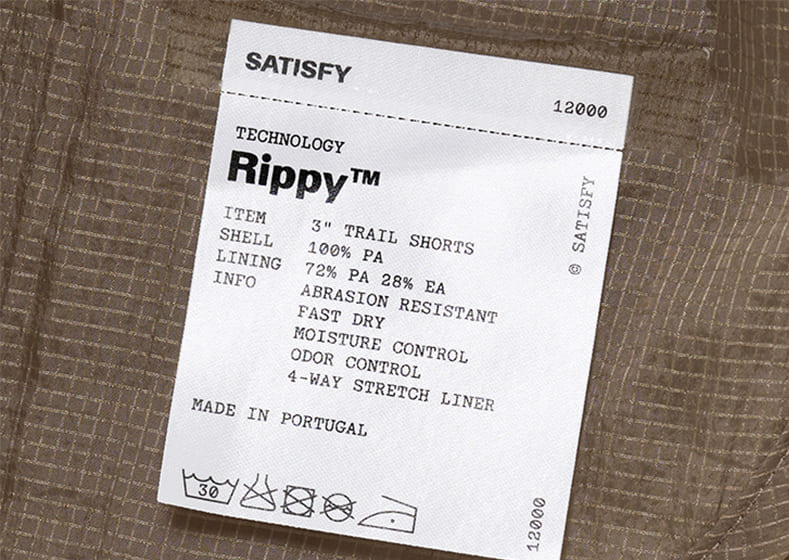 SATISFY
12000
TECHNOLOGY
Rippy™
ITEM 3" TRAIL SHORTS
SHELL 100% PA
LINING 72% PA 28% EA
INFO ABRASION RESISTANT
FAST DRY
MOISTURE CONTROL
ODOR CONTROL
4-WAY STRETCH LINER
MADE IN PORTUGAL
30
© SATISFY
12000